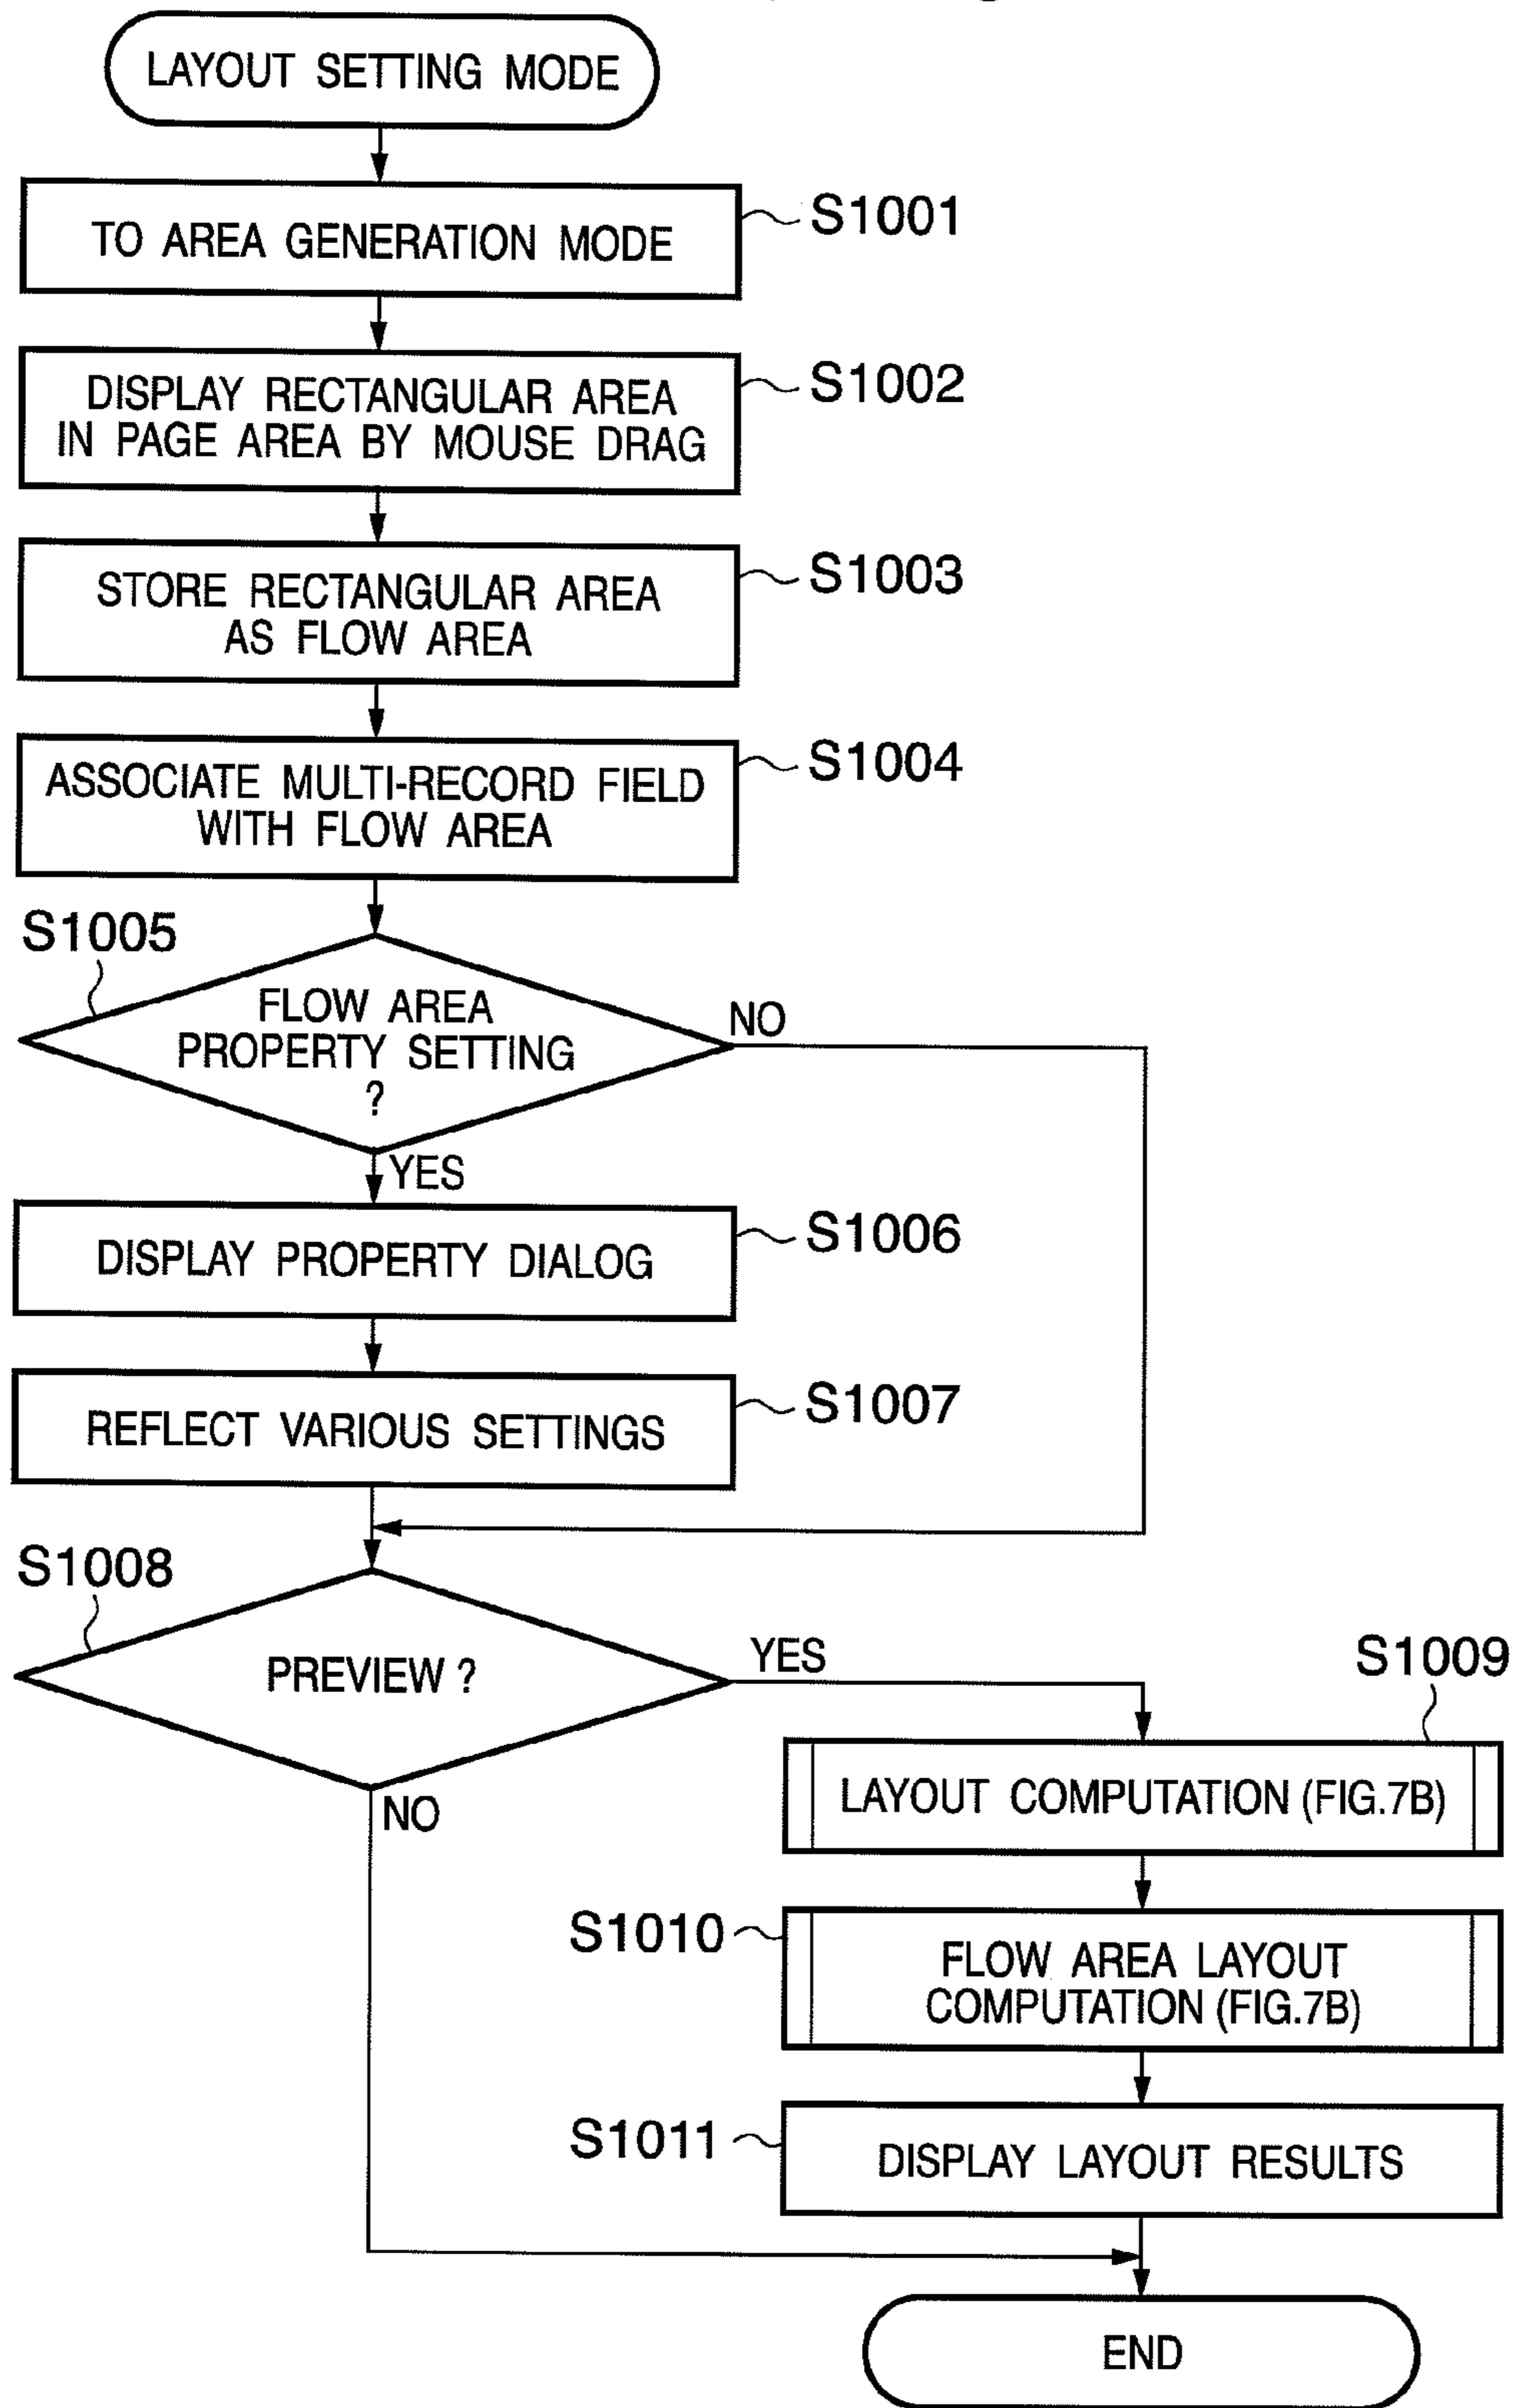 LAYOUT SETTING MODE
TO AREA GENERATION MODE
S1001
DISPLAY RECTANGULAR AREA
IN PAGE AREA BY MOUSE DRAG
S1002
STORE RECTANGULAR AREA
AS FLOW AREA
S1003
ASSOCIATE MULTI-RECORD FIELD
WITH FLOW AREA
S1004
S1005
FLOW AREA
PROPERTY SETTING
?
NO
YES
DISPLAY PROPERTY DIALOG
S1006
REFLECT VARIOUS SETTINGS
S1007
S1008
PREVIEW ?
YES
NO
S1009
LAYOUT COMPUTATION (FIG.7B)
S1010
FLOW AREA LAYOUT
COMPUTATION (FIG.7B)
S1011
DISPLAY LAYOUT RESULTS
END